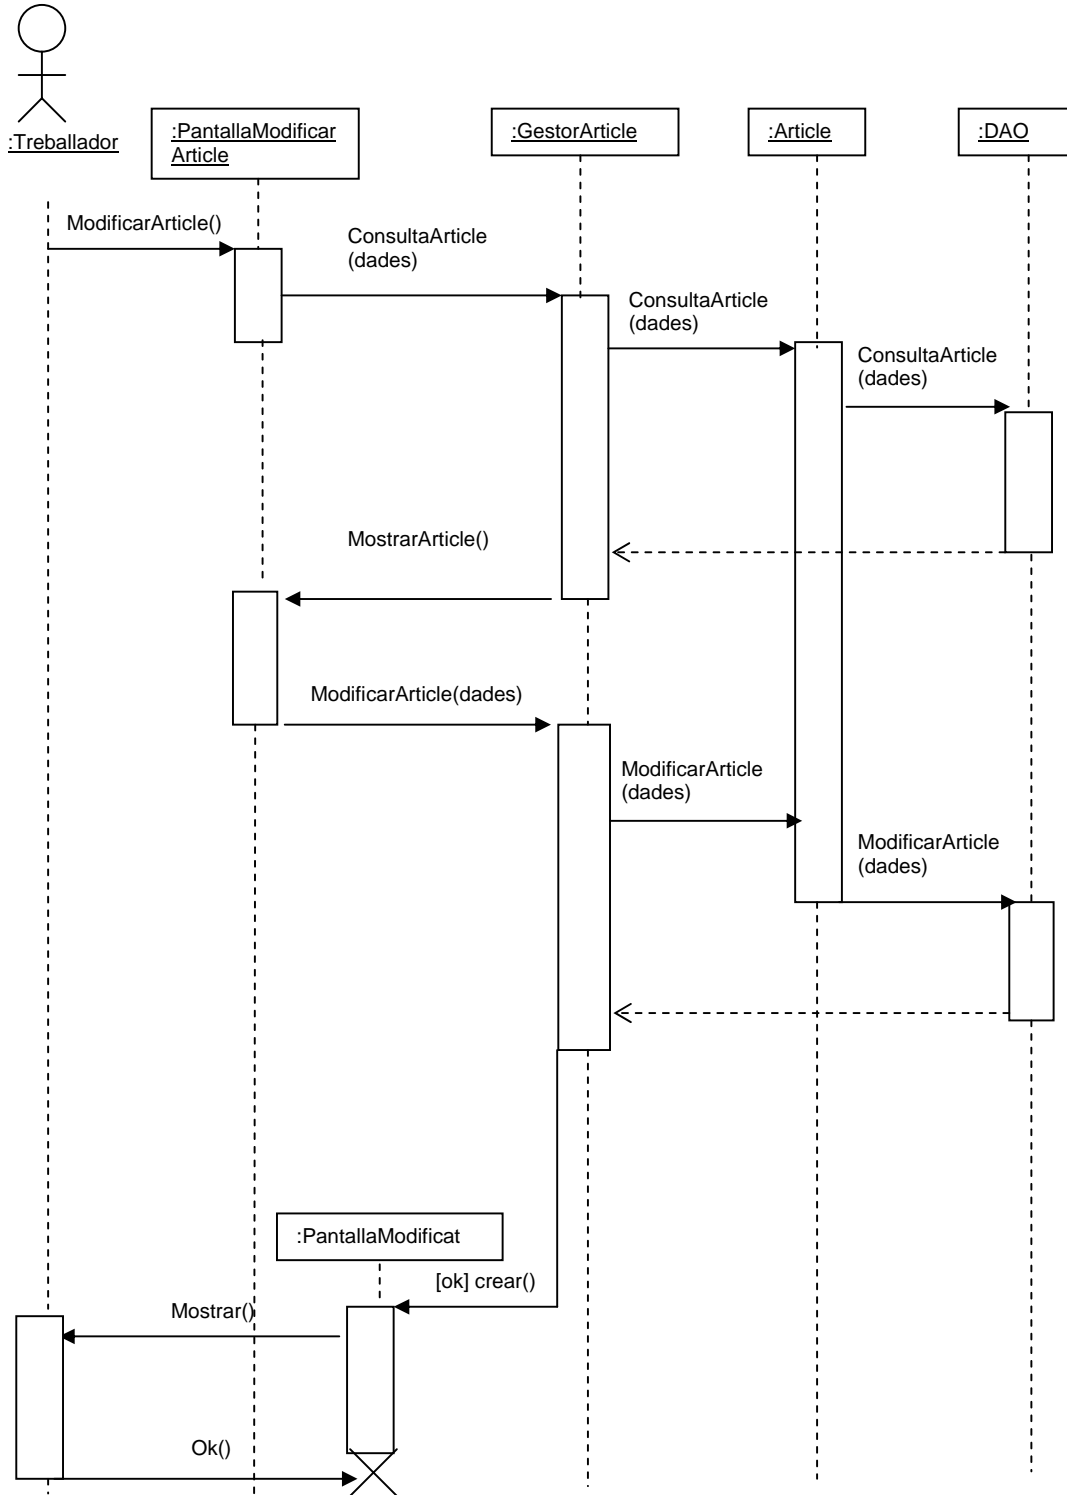 :Treballador
:PantallaModificar
Article
:GestorArticle
:Article
:DAO
ModificarArticle()
ConsultaArticle
(dades)
ConsultaArticle
(dades)
ConsultaArticle
(dades)
MostrarArticle()
ModificarArticle(dades)
ModificarArticle
(dades)
ModificarArticle
(dades)
:PantallaModificat
[ok] crear()
Mostrar()
Ok()